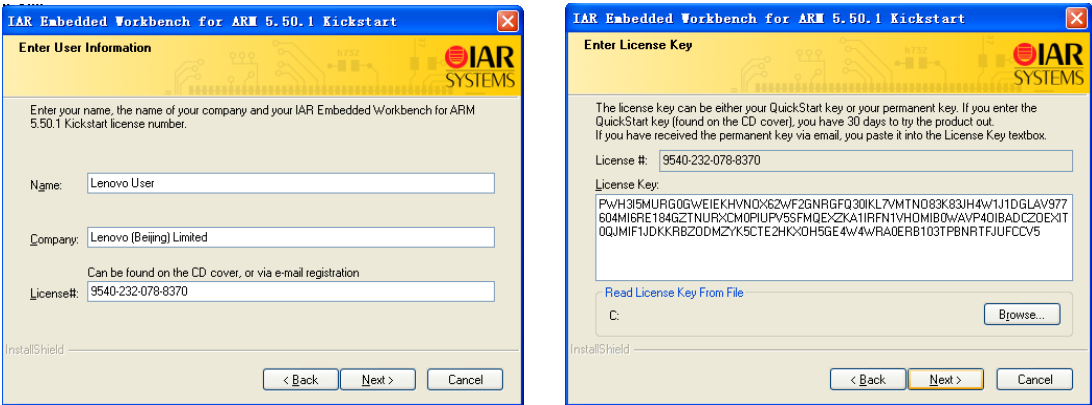 IAR Embedded Workbench for ARM 5.50.1 Kickstart
Enter User Information
IAR
SYSTEMS
Enter your name, the name of your company and your IAR Embedded Workbench for ARM
5.50.1 Kickstart license number.
Name: Lenovo User
Company: Lenovo (Beijing) Limited
Can be found on the CD cover, or via e-mail registration
License#: 9540-232-078-8370
InstallShield
< Back Next > Cancel
IAR Embedded Workbench for ARM 5.50.1 Kickstart
Enter License Key
IAR
SYSTEMS
The license key can be either your QuickStart key or your permanent key. If you enter the
QuickStart key (found on the CD cover), you have 30 days to try the product out.
If you have received the permanent key via email, you paste it into the License Key textbox.
License #: 9540-232-078-8370
License Key:
PWH3I5MURG0GWEIEKHVNOX6ZWF2GNRGFQ30IKL7VMTNO83K83JH4W1J1DGLAV977
604MI6RE184GZTNURXCM0PIUPV5SFMQEXZKA1IRFN1VHOMIB0WAVP4OIBADCZOEXIT
0QJMIF1JDKKRBZODMZYK5CTE2HKXOH5GE4W4WRA0ERB103TPBNRTFJUFCCV5
Read License Key From File
C: Browse...
InstallShield
< Back Next > Cancel